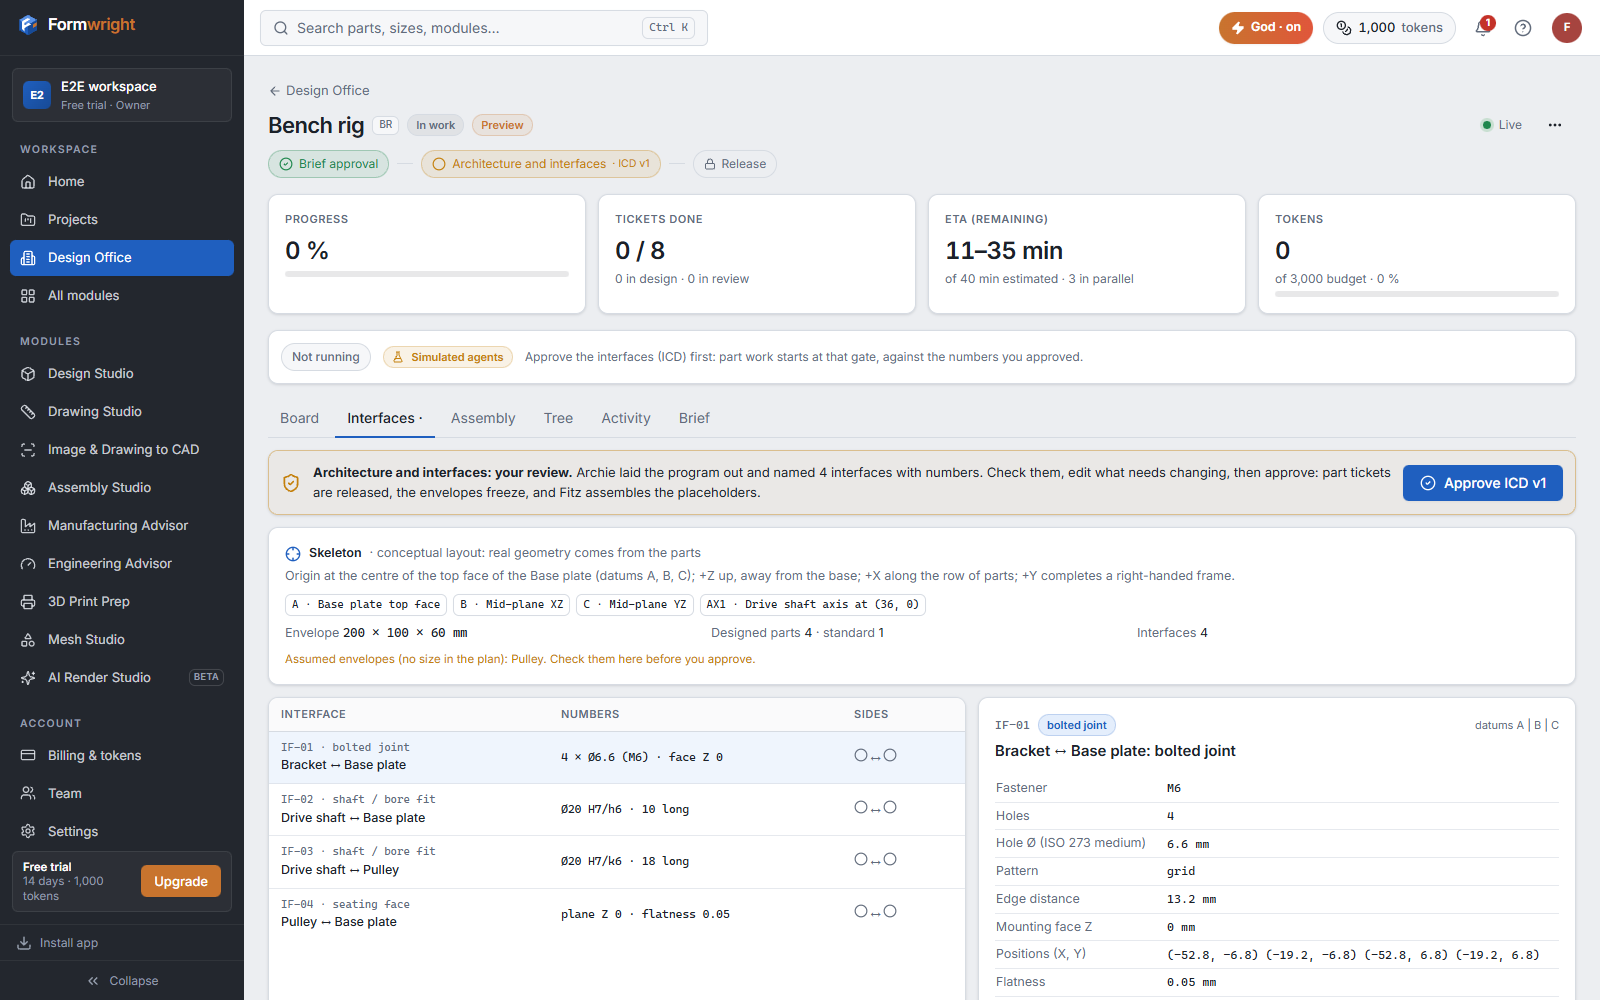 Formwright
Search parts, sizes, modules...
Ctrl K
God · on
1,000 tokens
1
F
E2
E2E workspace
Free trial · Owner
WORKSPACE
Home
Projects
Design Office
All modules
MODULES
Design Studio
Drawing Studio
Image & Drawing to CAD
Assembly Studio
Manufacturing Advisor
Engineering Advisor
3D Print Prep
Mesh Studio
AI Render Studio
BETA
ACCOUNT
Billing & tokens
Team
Settings
Free trial
14 days · 1,000
tokens
Upgrade
Install app
Collapse
← Design Office
Bench rig
BR
In work
Preview
Live
Brief approval
Architecture and interfaces · ICD v1
Release
PROGRESS
0 %
TICKETS DONE
0 / 8
0 in design · 0 in review
ETA (REMAINING)
11–35 min
of 40 min estimated · 3 in parallel
TOKENS
0
of 3,000 budget · 0 %
Not running
Simulated agents
Approve the interfaces (ICD) first: part work starts at that gate, against the numbers you approved.
Board
Interfaces ·
Assembly
Tree
Activity
Brief
Architecture and interfaces: your review. Archie laid the program out and named 4 interfaces with numbers. Check them, edit what needs changing, then approve: part tickets
are released, the envelopes freeze, and Fitz assembles the placeholders.
Approve ICD v1
Skeleton · conceptual layout: real geometry comes from the parts
Origin at the centre of the top face of the Base plate (datums A, B, C); +Z up, away from the base; +X along the row of parts; +Y completes a right-handed frame.
A · Base plate top face
B · Mid-plane XZ
C · Mid-plane YZ
AX1 · Drive shaft axis at (36, 0)
Envelope 200 × 100 × 60 mm
Designed parts 4 · standard 1
Interfaces 4
Assumed envelopes (no size in the plan): Pulley. Check them here before you approve.
INTERFACE
NUMBERS
SIDES
IF-01 · bolted joint
Bracket ↔ Base plate
4 × Ø6.6 (M6) · face Z 0
↔
IF-02 · shaft / bore fit
Drive shaft ↔ Base plate
Ø20 H7/h6 · 10 long
↔
IF-03 · shaft / bore fit
Drive shaft ↔ Pulley
Ø20 H7/k6 · 18 long
↔
IF-04 · seating face
Pulley ↔ Base plate
plane Z 0 · flatness 0.05
↔
IF-01
bolted joint
datums A | B | C
Bracket ↔ Base plate: bolted joint
Fastener M6
Holes 4
Hole Ø (ISO 273 medium) 6.6 mm
Pattern grid
Edge distance 13.2 mm
Mounting face Z 0 mm
Positions (X, Y) (−52.8, −6.8) (−19.2, −6.8) (−52.8, 6.8) (−19.2, 6.8)
Flatness 0.05 mm